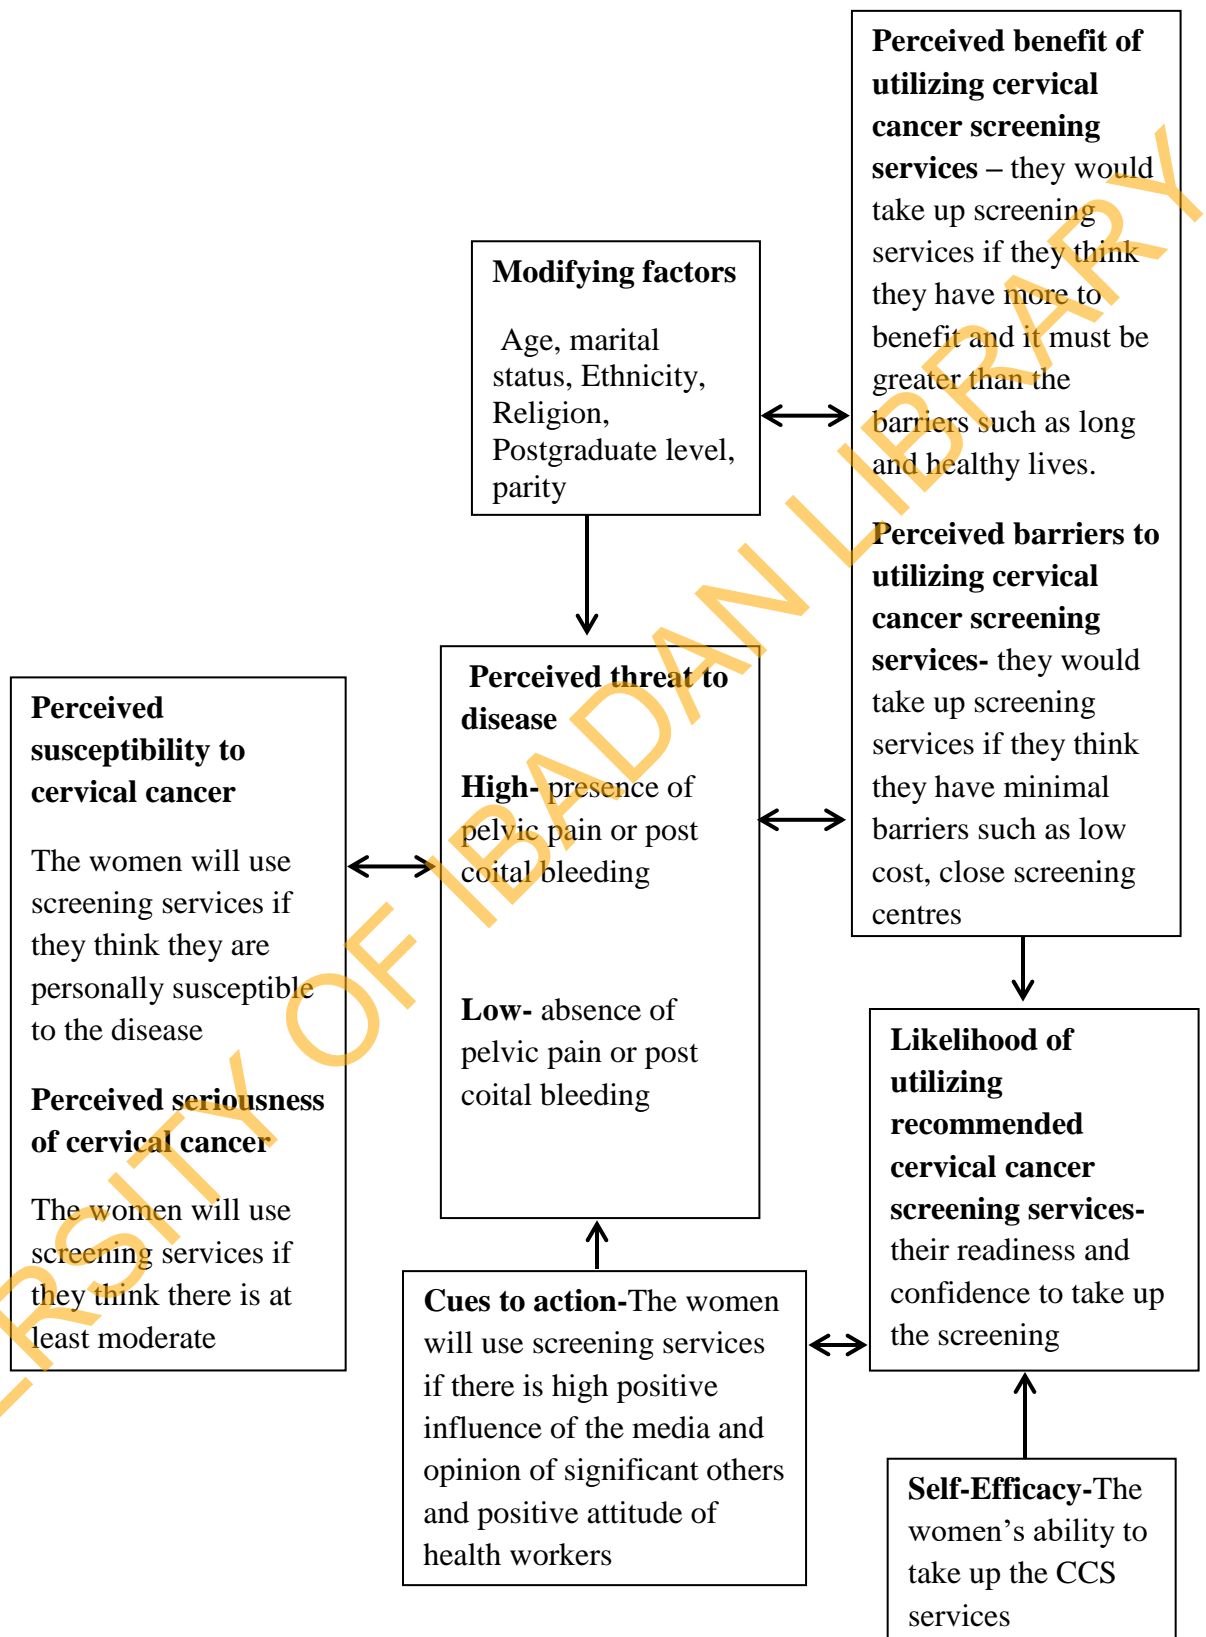 Perceived benefit of
utilizing cervical
cancer screening
services – they would
take up screening
services if they think
they have more to
benefit and it must be
greater than the
barriers such as long
and healthy lives.
Perceived barriers to
utilizing cervical
cancer screening
services- they would
take up screening
services if they think
they have minimal
barriers such as low
cost, close screening
centres
Modifying factors
Age, marital
status, Ethnicity,
Religion,
Postgraduate level,
parity
Perceived threat to
disease
High- presence of
pelvic pain or post
coital bleeding
Low- absence of
pelvic pain or post
coital bleeding
Perceived
susceptibility to
cervical cancer
The women will use
screening services if
they think they are
personally susceptible
to the disease
Perceived seriousness
of cervical cancer
The women will use
screening services if
they think there is at
least moderate
Likelihood of
utilizing
recommended
cervical cancer
screening services-
their readiness and
confidence to take up
the screening
Cues to action-The women
will use screening services
if there is high positive
influence of the media and
opinion of significant others
and positive attitude of
health workers
Self-Efficacy-The
women's ability to
take up the CCS
services
ERSITY OF IBADAN LIBRARY